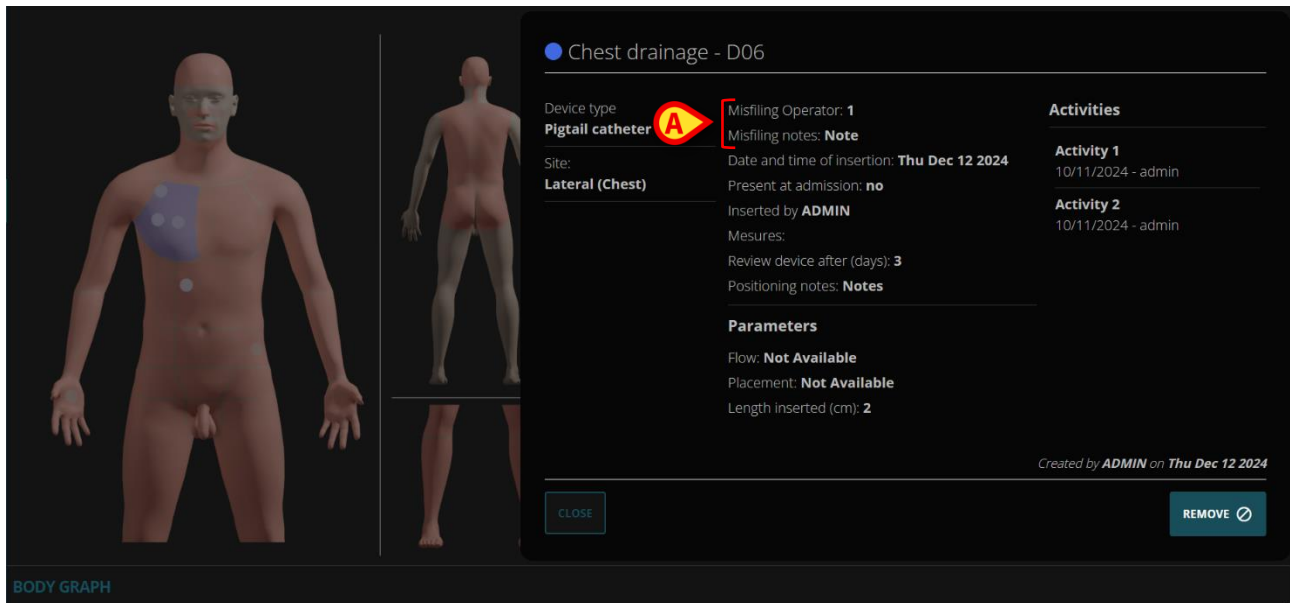 Chest drainage - D06
Device type
Pigtail catheter
Site:
Lateral (Chest)
A
Misfiling Operator: 1
Misfiling notes: Note
Date and time of insertion: Thu Dec 12 2024
Present at admission: no
Inserted by ADMIN
Mesures:
Review device after (days): 3
Positioning notes: Notes
Parameters
Flow: Not Available
Placement: Not Available
Length inserted (cm): 2
Activities
Activity 1
10/11/2024 - admin
Activity 2
10/11/2024 - admin
Created by ADMIN on Thu Dec 12 2024
CLOSE
REMOVE
BODY GRAPH